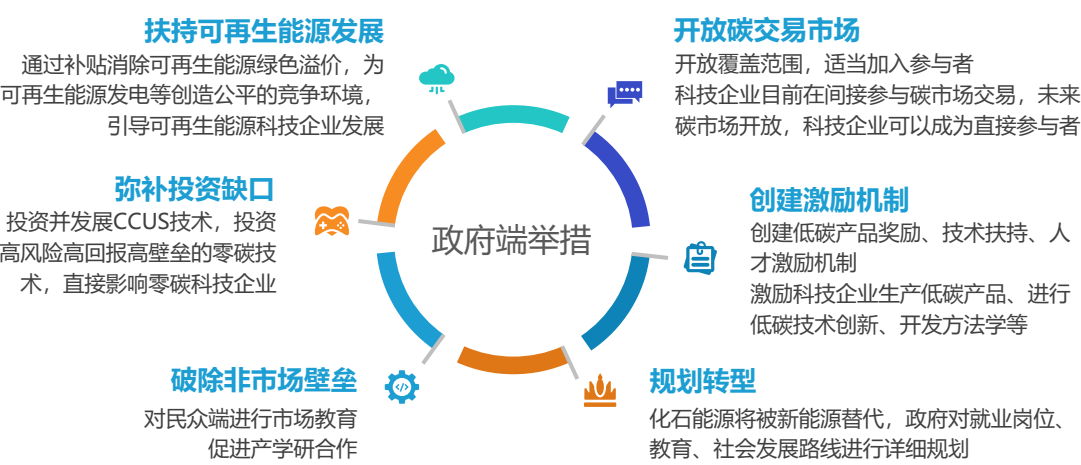 扶持可再生能源发展
通过补贴消除可再生能源绿色溢价，为
可再生能源发电等创造公平的竞争环境，
引导可再生能源科技企业发展
开放碳交易市场
开放覆盖范围，适当加入参与者
科技企业目前在间接参与碳市场交易，未来
碳市场开放，科技企业可以成为直接参与者
弥补投资缺口
投资并发展CCUS技术，投资
高风险高回报高壁垒的零碳技
术，直接影响零碳科技企业
政府端举措
创建激励机制
创建低碳产品奖励、技术扶持、人
才激励机制
激励科技企业生产低碳产品、进行
低碳技术创新、开发方法学等
破除非市场壁垒
对民众端进行市场教育
促进产学研合作
规划转型
化石能源将被新能源替代，政府对就业岗位、
教育、社会发展路线进行详细规划